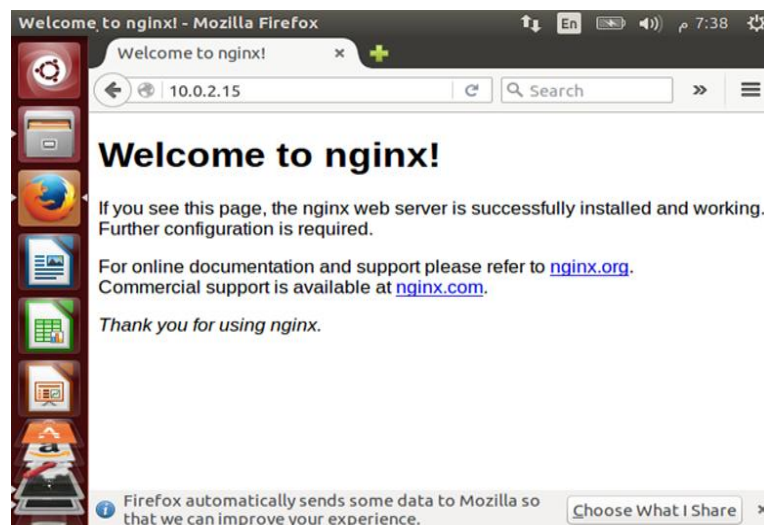 Welcome to nginx! - Mozilla Firefox En م 7:38
Welcome to nginx!
10.0.2.15 Search
Welcome to nginx!
If you see this page, the nginx web server is successfully installed and working.
Further configuration is required.
For online documentation and support please refer to nginx.org.
Commercial support is available at nginx.com.
Thank you for using nginx.
Firefox automatically sends some data to Mozilla so
that we can improve your experience.
Choose What I Share